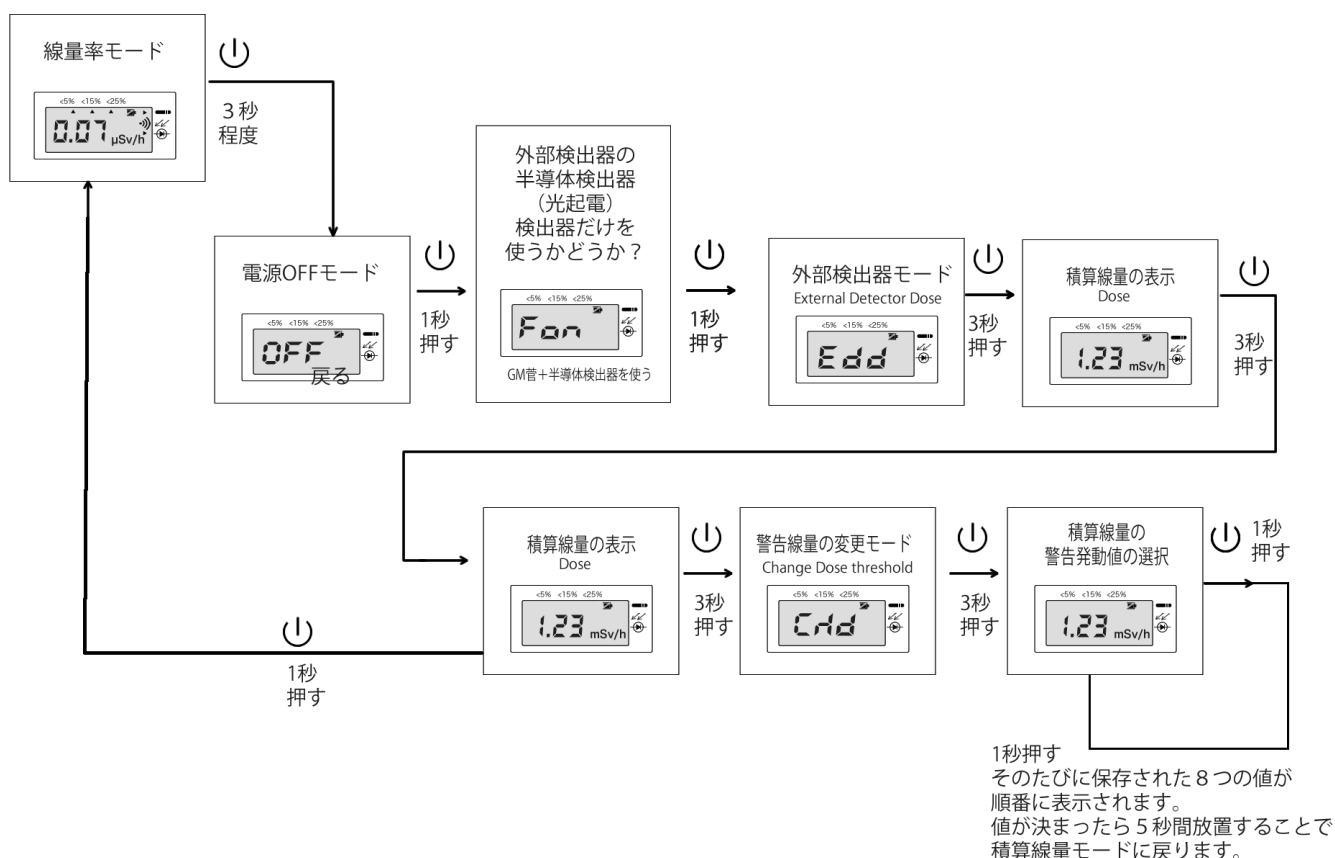 線量率モード
<5% <15% <25%
0.07 μSv/h
3秒
程度
電源OFFモード
<5% <15% <25%
OFF
戻る
1秒
押す
外部検出器の
半導体検出器
(光起電)
検出器だけを
使うかどうか?
<5% <15% <25%
Fon
GM菅+半導体検出器を使う
1秒
押す
外部検出器モード
External Detector Dose
<5% <15% <25%
Edd
3秒
押す
積算線量の表示
Dose
<5% <15% <25%
1.23 mSv/h
3秒
押す
積算線量の表示
Dose
<5% <15% <25%
1.23 mSv/h
1秒
押す
3秒
押す
警告線量の変更モード
Change Dose threshold
<5% <15% <25%
Chd
3秒
押す
積算線量の
警告発動値の選択
<5% <15% <25%
1.23 mSv/h
1秒
押す
1秒押す
そのたびに保存された8つの値が
順番に表示されます。
値が決まったら5秒間放置することで
積算線量モードに戻ります。